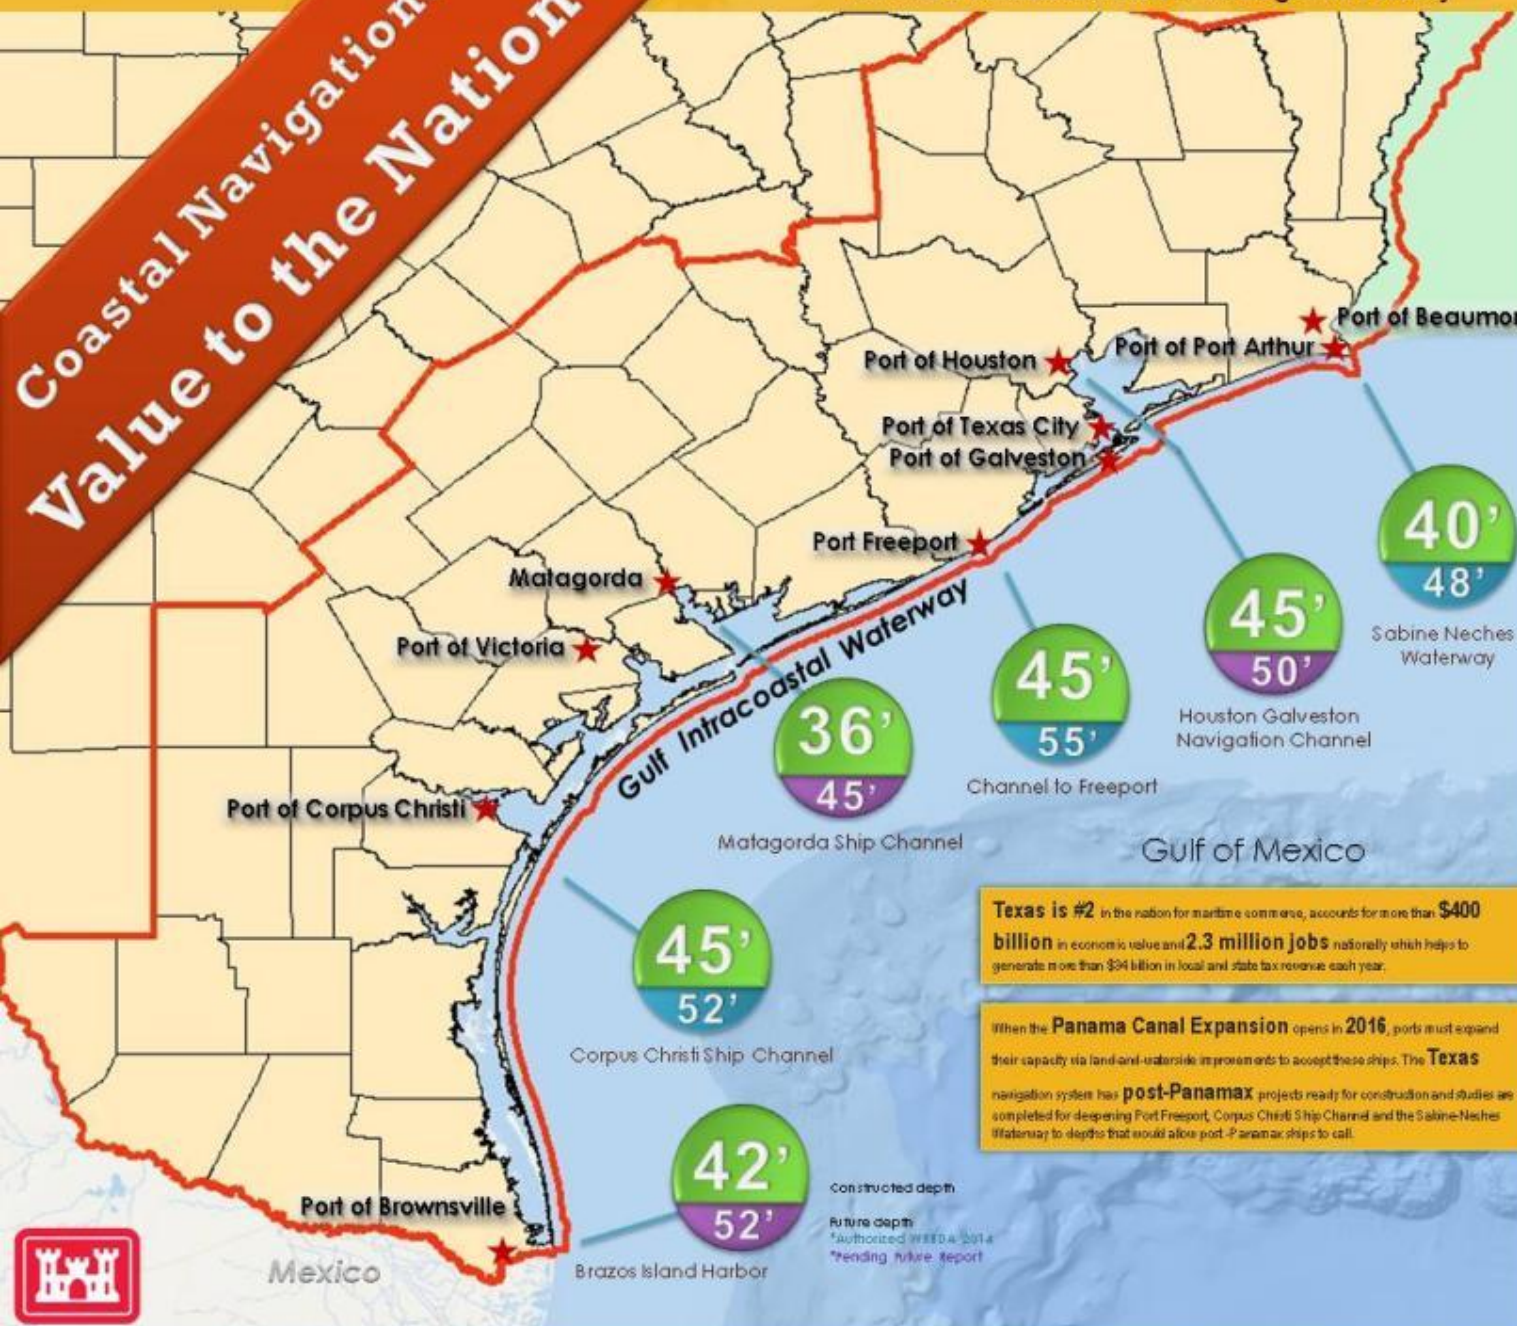 Coastal Navigation
Value to the Nation
Port of Beaumon
Port of Port Arthur
Port of Houston
Port of Texas City
Port of Galveston
Port Freeport
Matagorda
Port of Victoria
Port of Corpus Christi
Port of Brownsville
Gulf Intracoastal Waterway
40'
48'
Sabine Neches
Waterway
45'
50'
Houston Galveston
Navigation Channel
45'
55'
Channel to Freeport
36'
45'
Matagorda Ship Channel
45'
52'
Corpus Christi Ship Channel
42'
52'
Brazos Island Harbor
Gulf of Mexico
Mexico
Texas is #2 in the nation for maritime commerse, accounts for more than $400
billion in economic value and 2.3 million jobs nationally which helps to
generate more than $34 billion in local and state tax revenue each year.
When the Panama Canal Expansion opens in 2016, ports must expand
their capacity via land-and-waterside improvements to accept these ships. The Texas
navigation system has post-Panamax projects ready for construction and studies are
completed for deepening Port Freeport, Corpus Christi Ship Channel and the Sabine-Neches
Waterway to depths that would allow post-Panamax ships to call.
Constructed depth
Future depth
*Authorized WRRDA 2014
*Pending Future Report